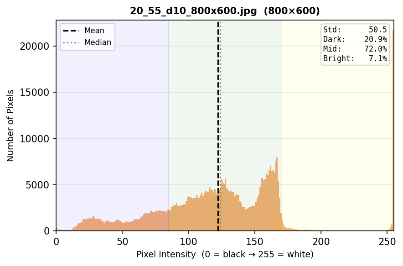 20_55_d10_800x600.jpg  (800×600)
Number of Pixels
20000
15000
10000
5000
0
0 50 100 150 200 250
Pixel Intensity  (0 = black → 255 = white)
Mean
Median
Std: 50.5
Dark: 20.9%
Mid: 72.0%
Bright: 7.1%